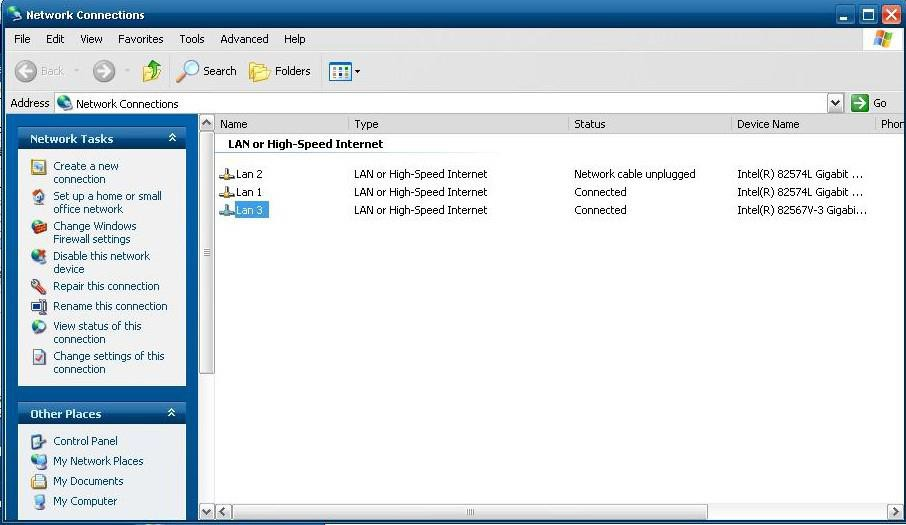 Network Connections
File Edit View Favorites Tools Advanced Help
Back Search Folders
Address Network Connections Go
Network Tasks
Create a new
connection
Set up a home or small
office network
Change Windows
Firewall settings
Disable this network
device
Repair this connection
Rename this connection
View status of this
connection
Change settings of this
connection
Other Places
Control Panel
My Network Places
My Documents
My Computer
Name Type Status Device Name Phon
LAN or High-Speed Internet
Lan 2 LAN or High-Speed Internet Network cable unplugged Intel(R) 82574L Gigabit ...
Lan 1 LAN or High-Speed Internet Connected Intel(R) 82574L Gigabit ...
Lan 3 LAN or High-Speed Internet Connected Intel(R) 82567V-3 Gigabi...